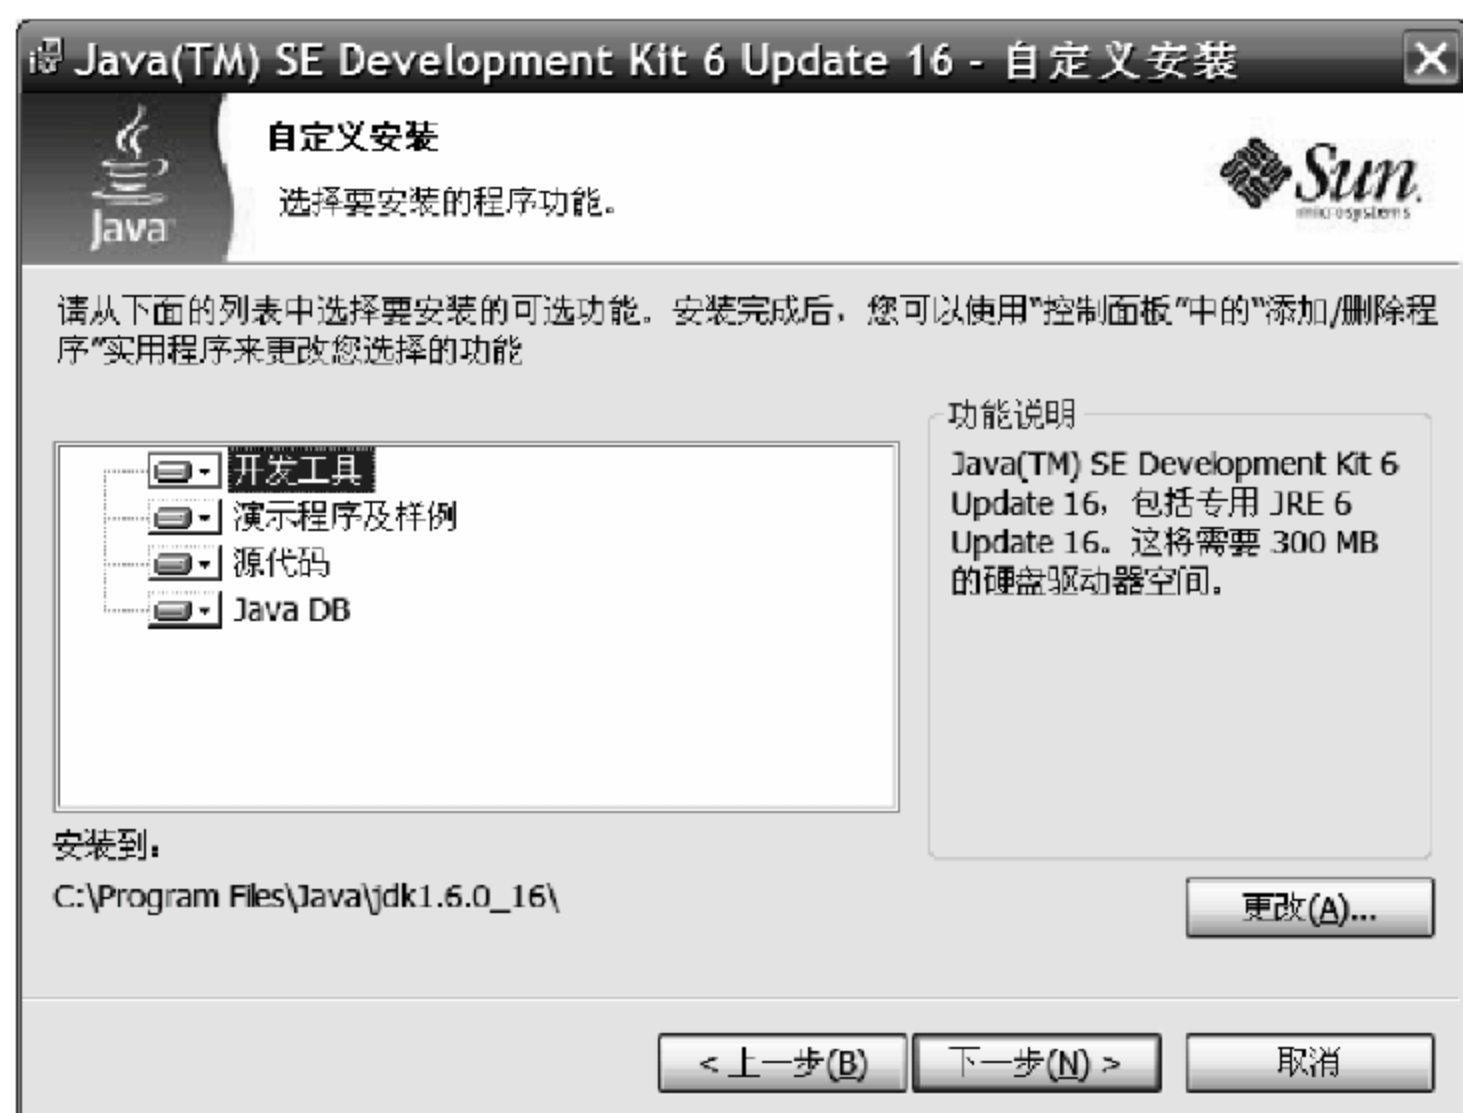 Java(TM) SE Development Kit 6 Update 16 - 自定义安装
自定义安装
选择要安装的程序功能。
Java
Sun
microsystems
请从下面的列表中选择要安装的可选功能。安装完成后，您可以使用"控制面板"中的"添加/删除程
序"实用程序来更改您选择的功能
开发工具
演示程序及样例
源代码
Java DB
功能说明
Java(TM) SE Development Kit 6
Update 16，包括专用 JRE 6
Update 16。这将需要 300 MB
的硬盘驱动器空间。
安装到：
C:\Program Files\Java\jdk1.6.0_16\
更改(A)...
< 上一步(B)
下一步(N) >
取消